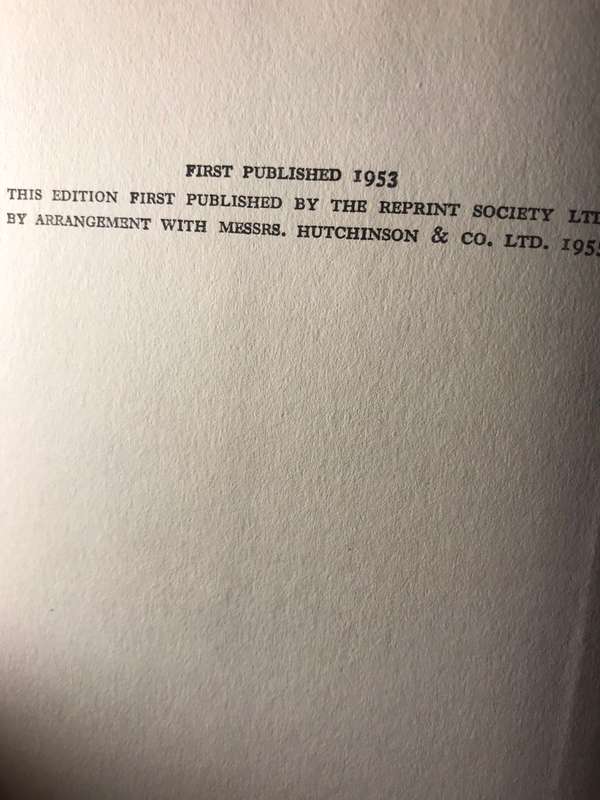 FIRST PUBLISHED 1953
THIS EDITION FIRST PUBLISHED BY THE REPRINT SOCIETY LTD
BY ARRANGEMENT WITH MESSRS. HUTCHINSON & CO. LTD. 1955